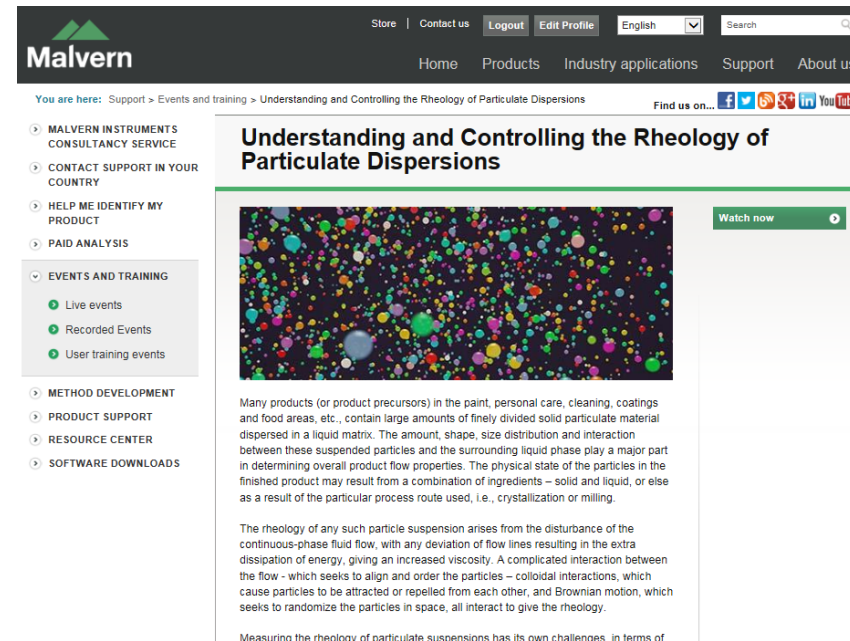 Store | Contact us Logout Edit Profile English Search
Malvern
Home Products Industry applications Support About us
You are here: Support > Events and training > Understanding and Controlling the Rheology of Particulate Dispersions
Find us on... You Tub
MALVERN INSTRUMENTS
CONSULTANCY SERVICE
CONTACT SUPPORT IN YOUR
COUNTRY
HELP ME IDENTIFY MY
PRODUCT
PAID ANALYSIS
EVENTS AND TRAINING
Live events
Recorded Events
User training events
METHOD DEVELOPMENT
PRODUCT SUPPORT
RESOURCE CENTER
SOFTWARE DOWNLOADS
Understanding and Controlling the Rheology of
Particulate Dispersions
Watch now
Many products (or product precursors) in the paint, personal care, cleaning, coatings
and food areas, etc., contain large amounts of finely divided solid particulate material
dispersed in a liquid matrix. The amount, shape, size distribution and interaction
between these suspended particles and the surrounding liquid phase play a major part
in determining overall product flow properties. The physical state of the particles in the
finished product may result from a combination of ingredients – solid and liquid, or else
as a result of the particular process route used, i.e., crystallization or milling.
The rheology of any such particle suspension arises from the disturbance of the
continuous-phase fluid flow, with any deviation of flow lines resulting in the extra
dissipation of energy, giving an increased viscosity. A complicated interaction between
the flow - which seeks to align and order the particles – colloidal interactions, which
cause particles to be attracted or repelled from each other, and Brownian motion, which
seeks to randomize the particles in space, all interact to give the rheology.
Measuring the rheology of particulate suspensions has its own challenges, in terms of